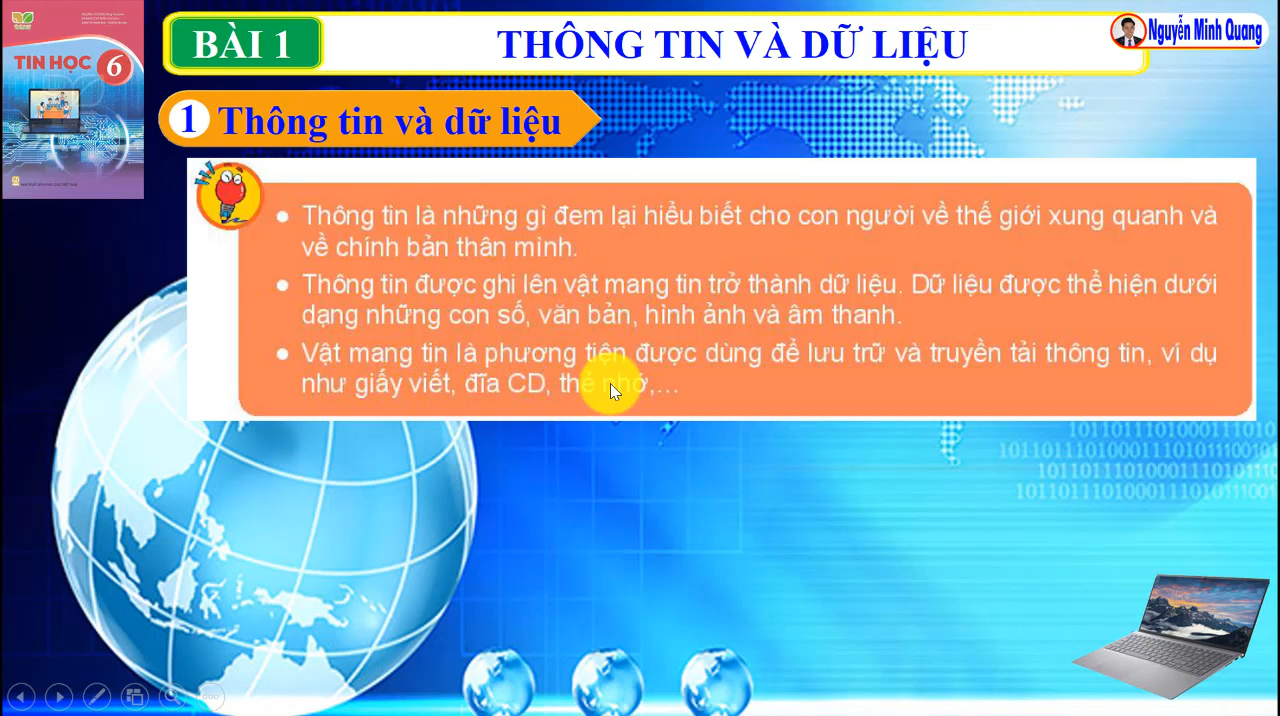 BÀI 1
THÔNG TIN VÀ DỮ LIỆU
Nguyễn Minh Quang
TIN HỌC 6
1 Thông tin và dữ liệu
• Thông tin là những gì đem lại hiểu biết cho con người về thế giới xung quanh và
về chính bản thân mình.
• Thông tin được ghi lên vật mang tin trở thành dữ liệu. Dữ liệu được thể hiện dưới
dạng những con số, văn bản, hình ảnh và âm thanh.
• Vật mang tin là phương tiện được dùng để lưu trữ và truyền tải thông tin, ví dụ
như giấy viết, đĩa CD, thẻ nhớ,...